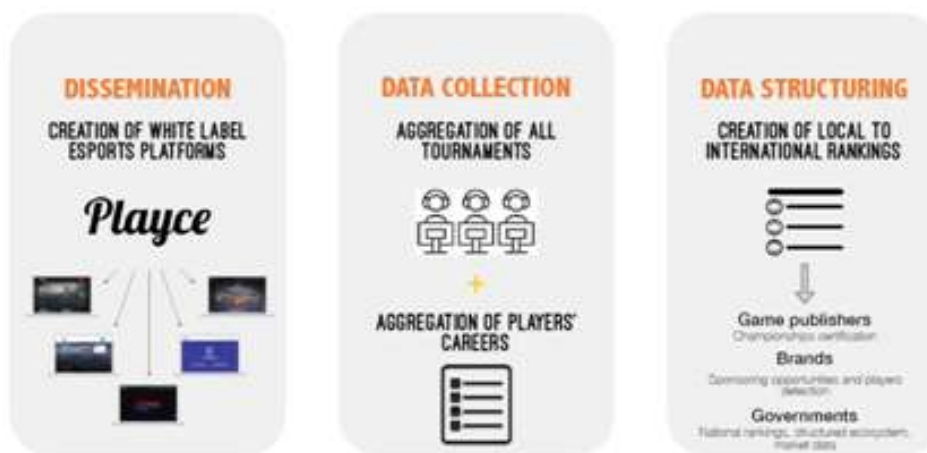 DISSEMINATION
CREATION OF WHITE LABEL
ESPORTS PLATFORMS
Playce
DATA COLLECTION
AGGREGATION OF ALL
TOURNAMENTS
+
AGGREGATION OF PLAYERS'
CAREERS
DATA STRUCTURING
CREATION OF LOCAL TO
INTERNATIONAL RANKINGS
Game publishers
Championships certification
Brands
Sponsoring opportunities and players
detection
Governments
National rankings, structured ecosystem,
market data